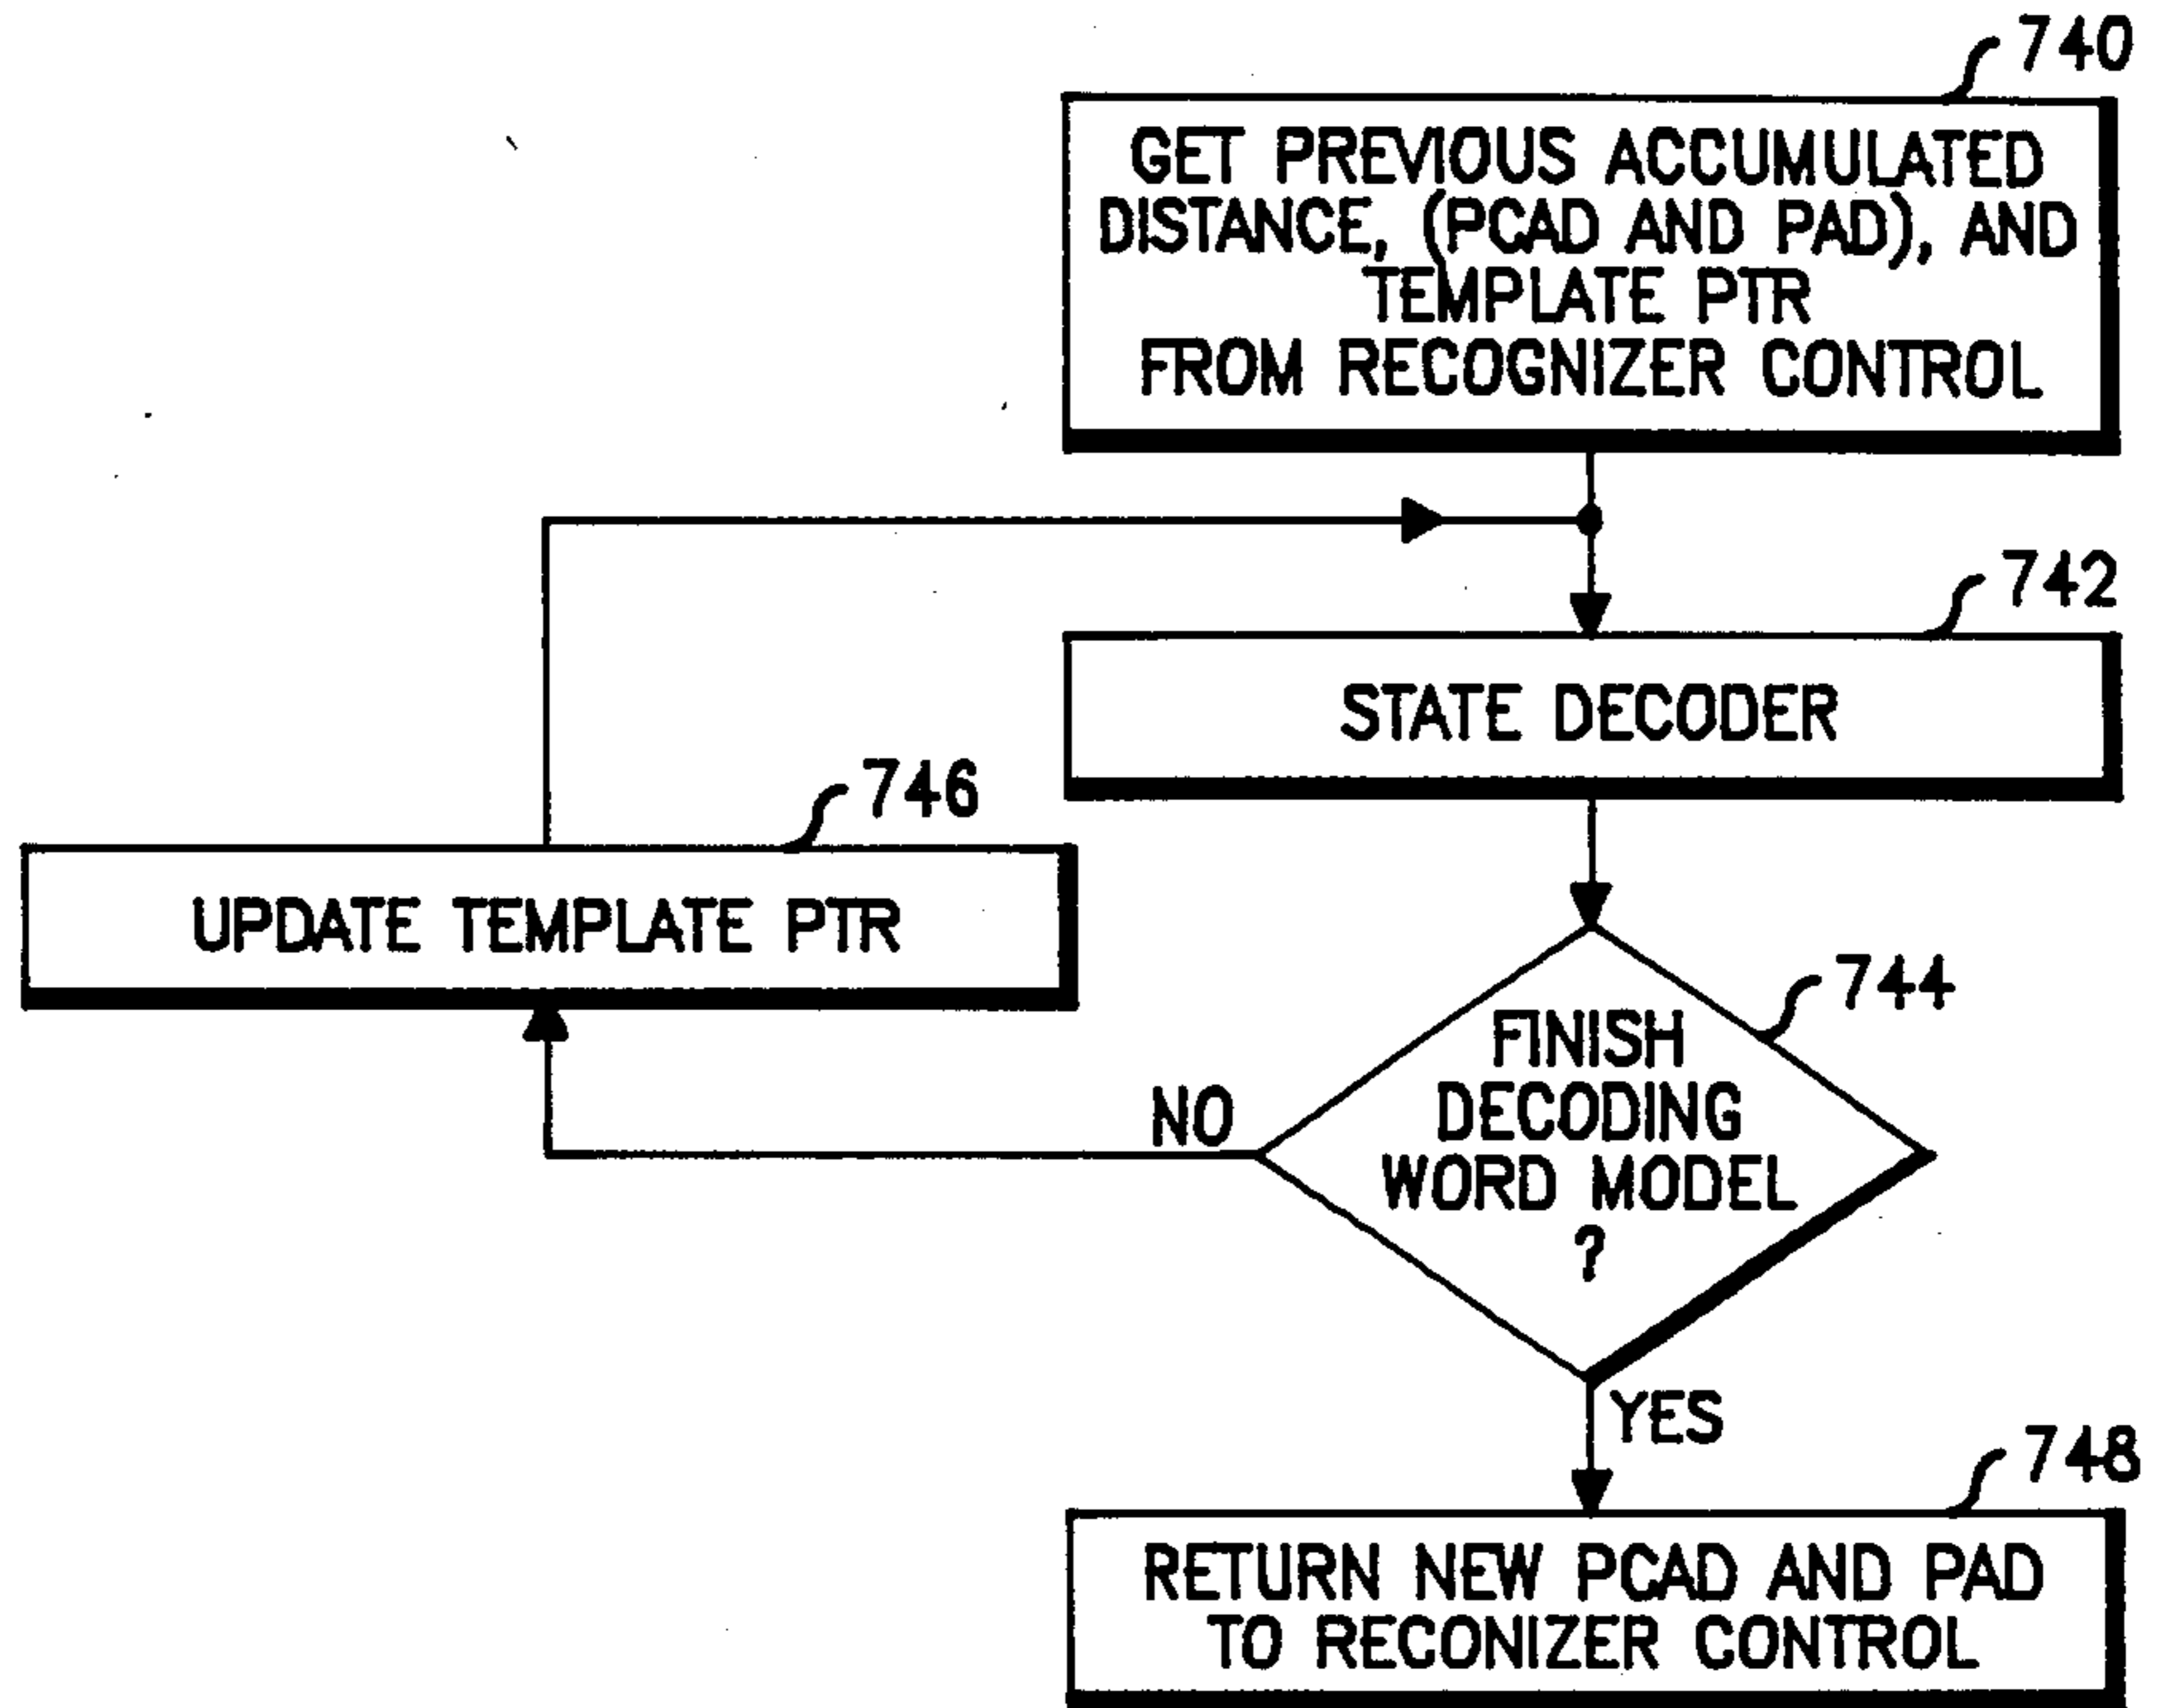 740
GET PREVIOUS ACCUMULATED
DISTANCE, (PCAD AND PAD), AND
TEMPLATE PTR
FROM RECOGNIZER CONTROL
742
STATE DECODER
746
UPDATE TEMPLATE PTR
744
FINISH
DECODING
WORD MODEL
?
NO
YES
748
RETURN NEW PCAD AND PAD
TO RECONIZER CONTROL